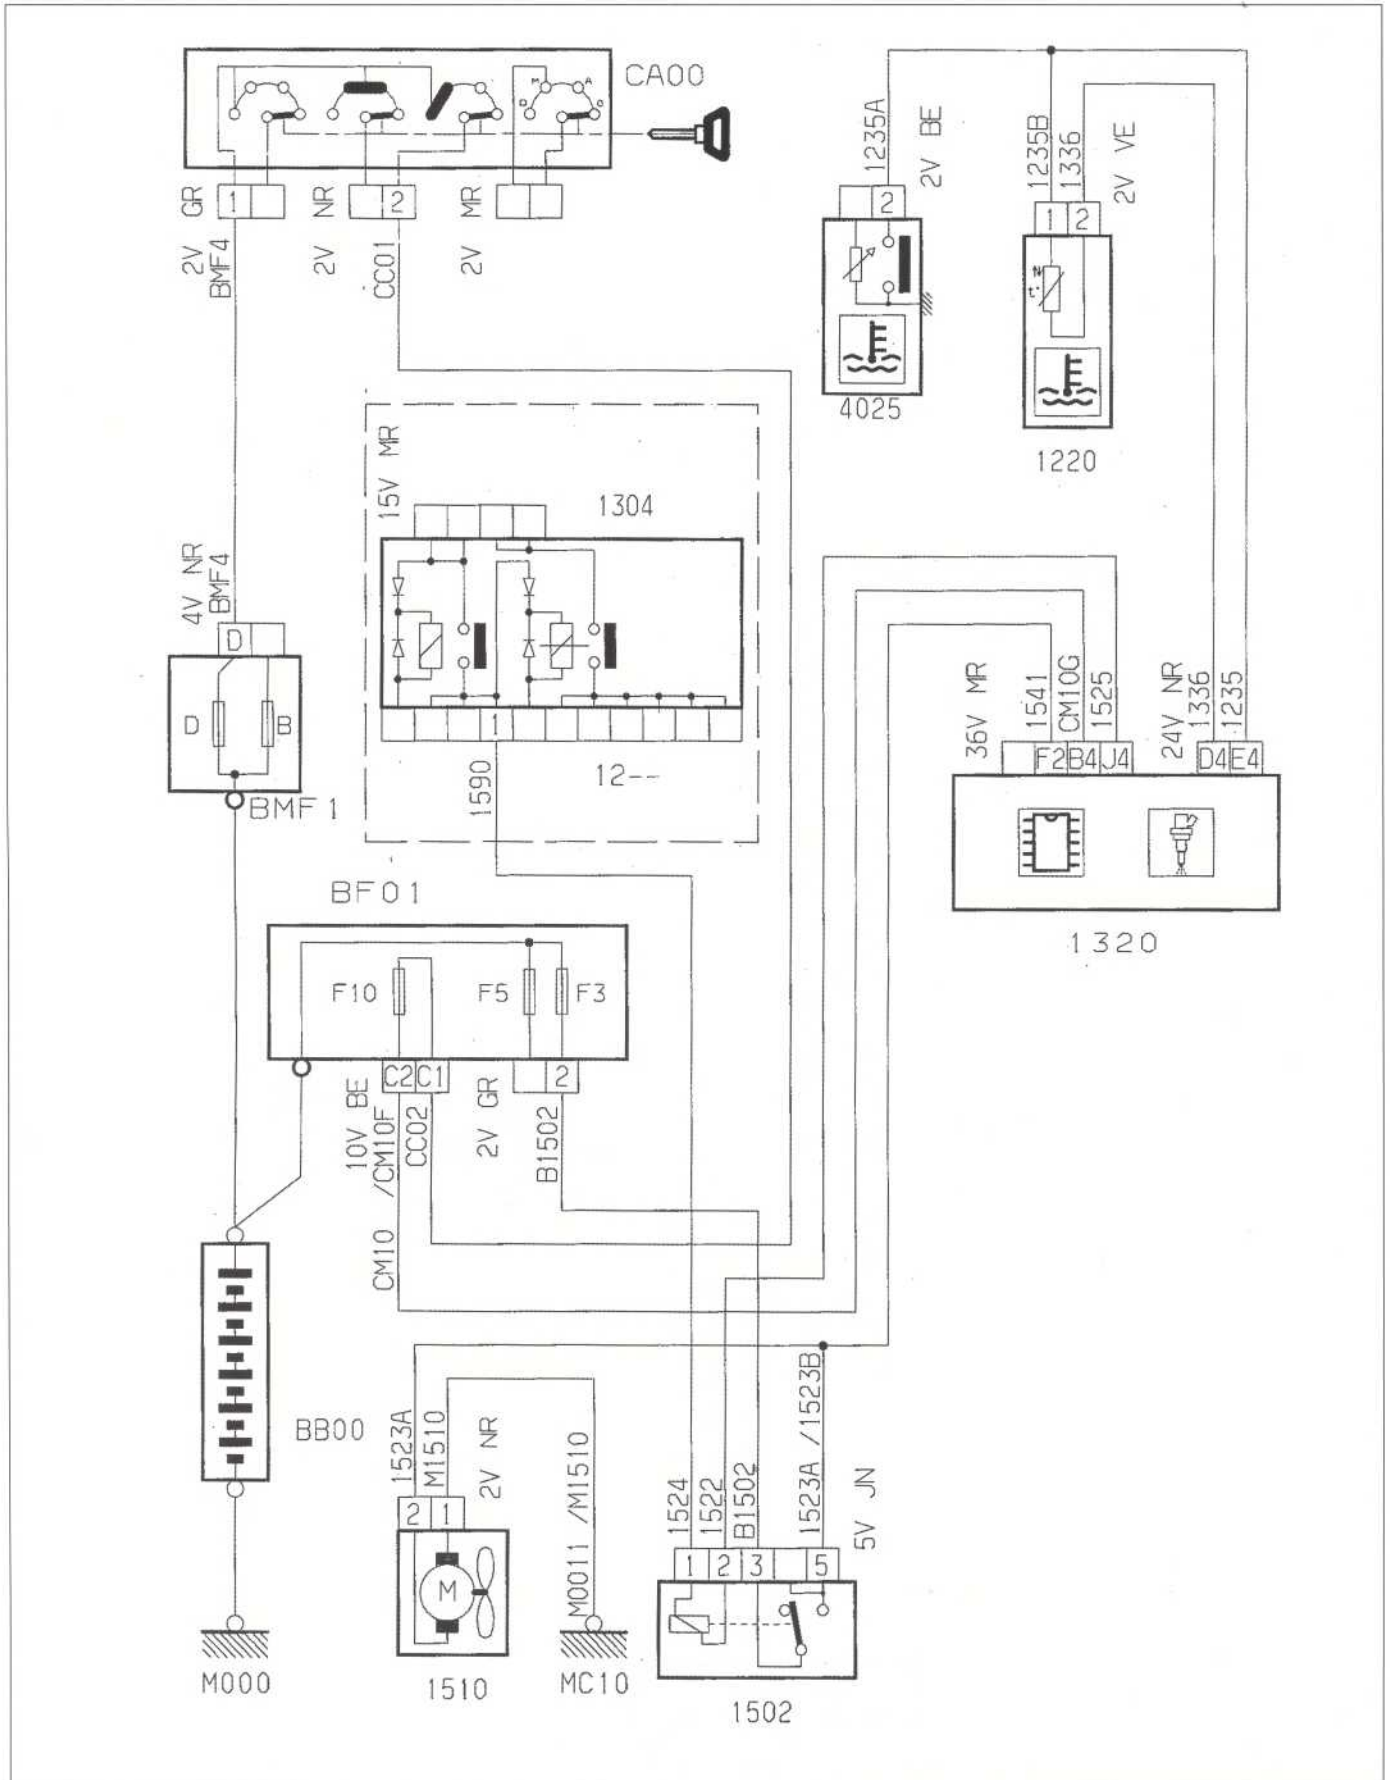 CA00
M
A
D
C
GR
1
NR
2
MR
2V
BMF4
2V
CC01
2V
1235A
2V BE
1235B
1336
2V VE
2
1
2
t°
4025
1220
15V MR
1304
4V NR
BMF4
D
D
B
BMF1
1
1590
12--
36V MR
1541
CM10G
1525
24V NR
1336
1235
F2
B4
J4
D4
E4
1320
BF01
F10
F5
F3
C2
C1
2
10V BE
CM10 /CM10F
CC02
2V GR
B1502
BB00
1523A
M1510
2V NR
M0011 /M1510
1524
1522
B1502
1523A /1523B
5V JN
2
1
1
2
3
5
M
M000
1510
MC10
1502